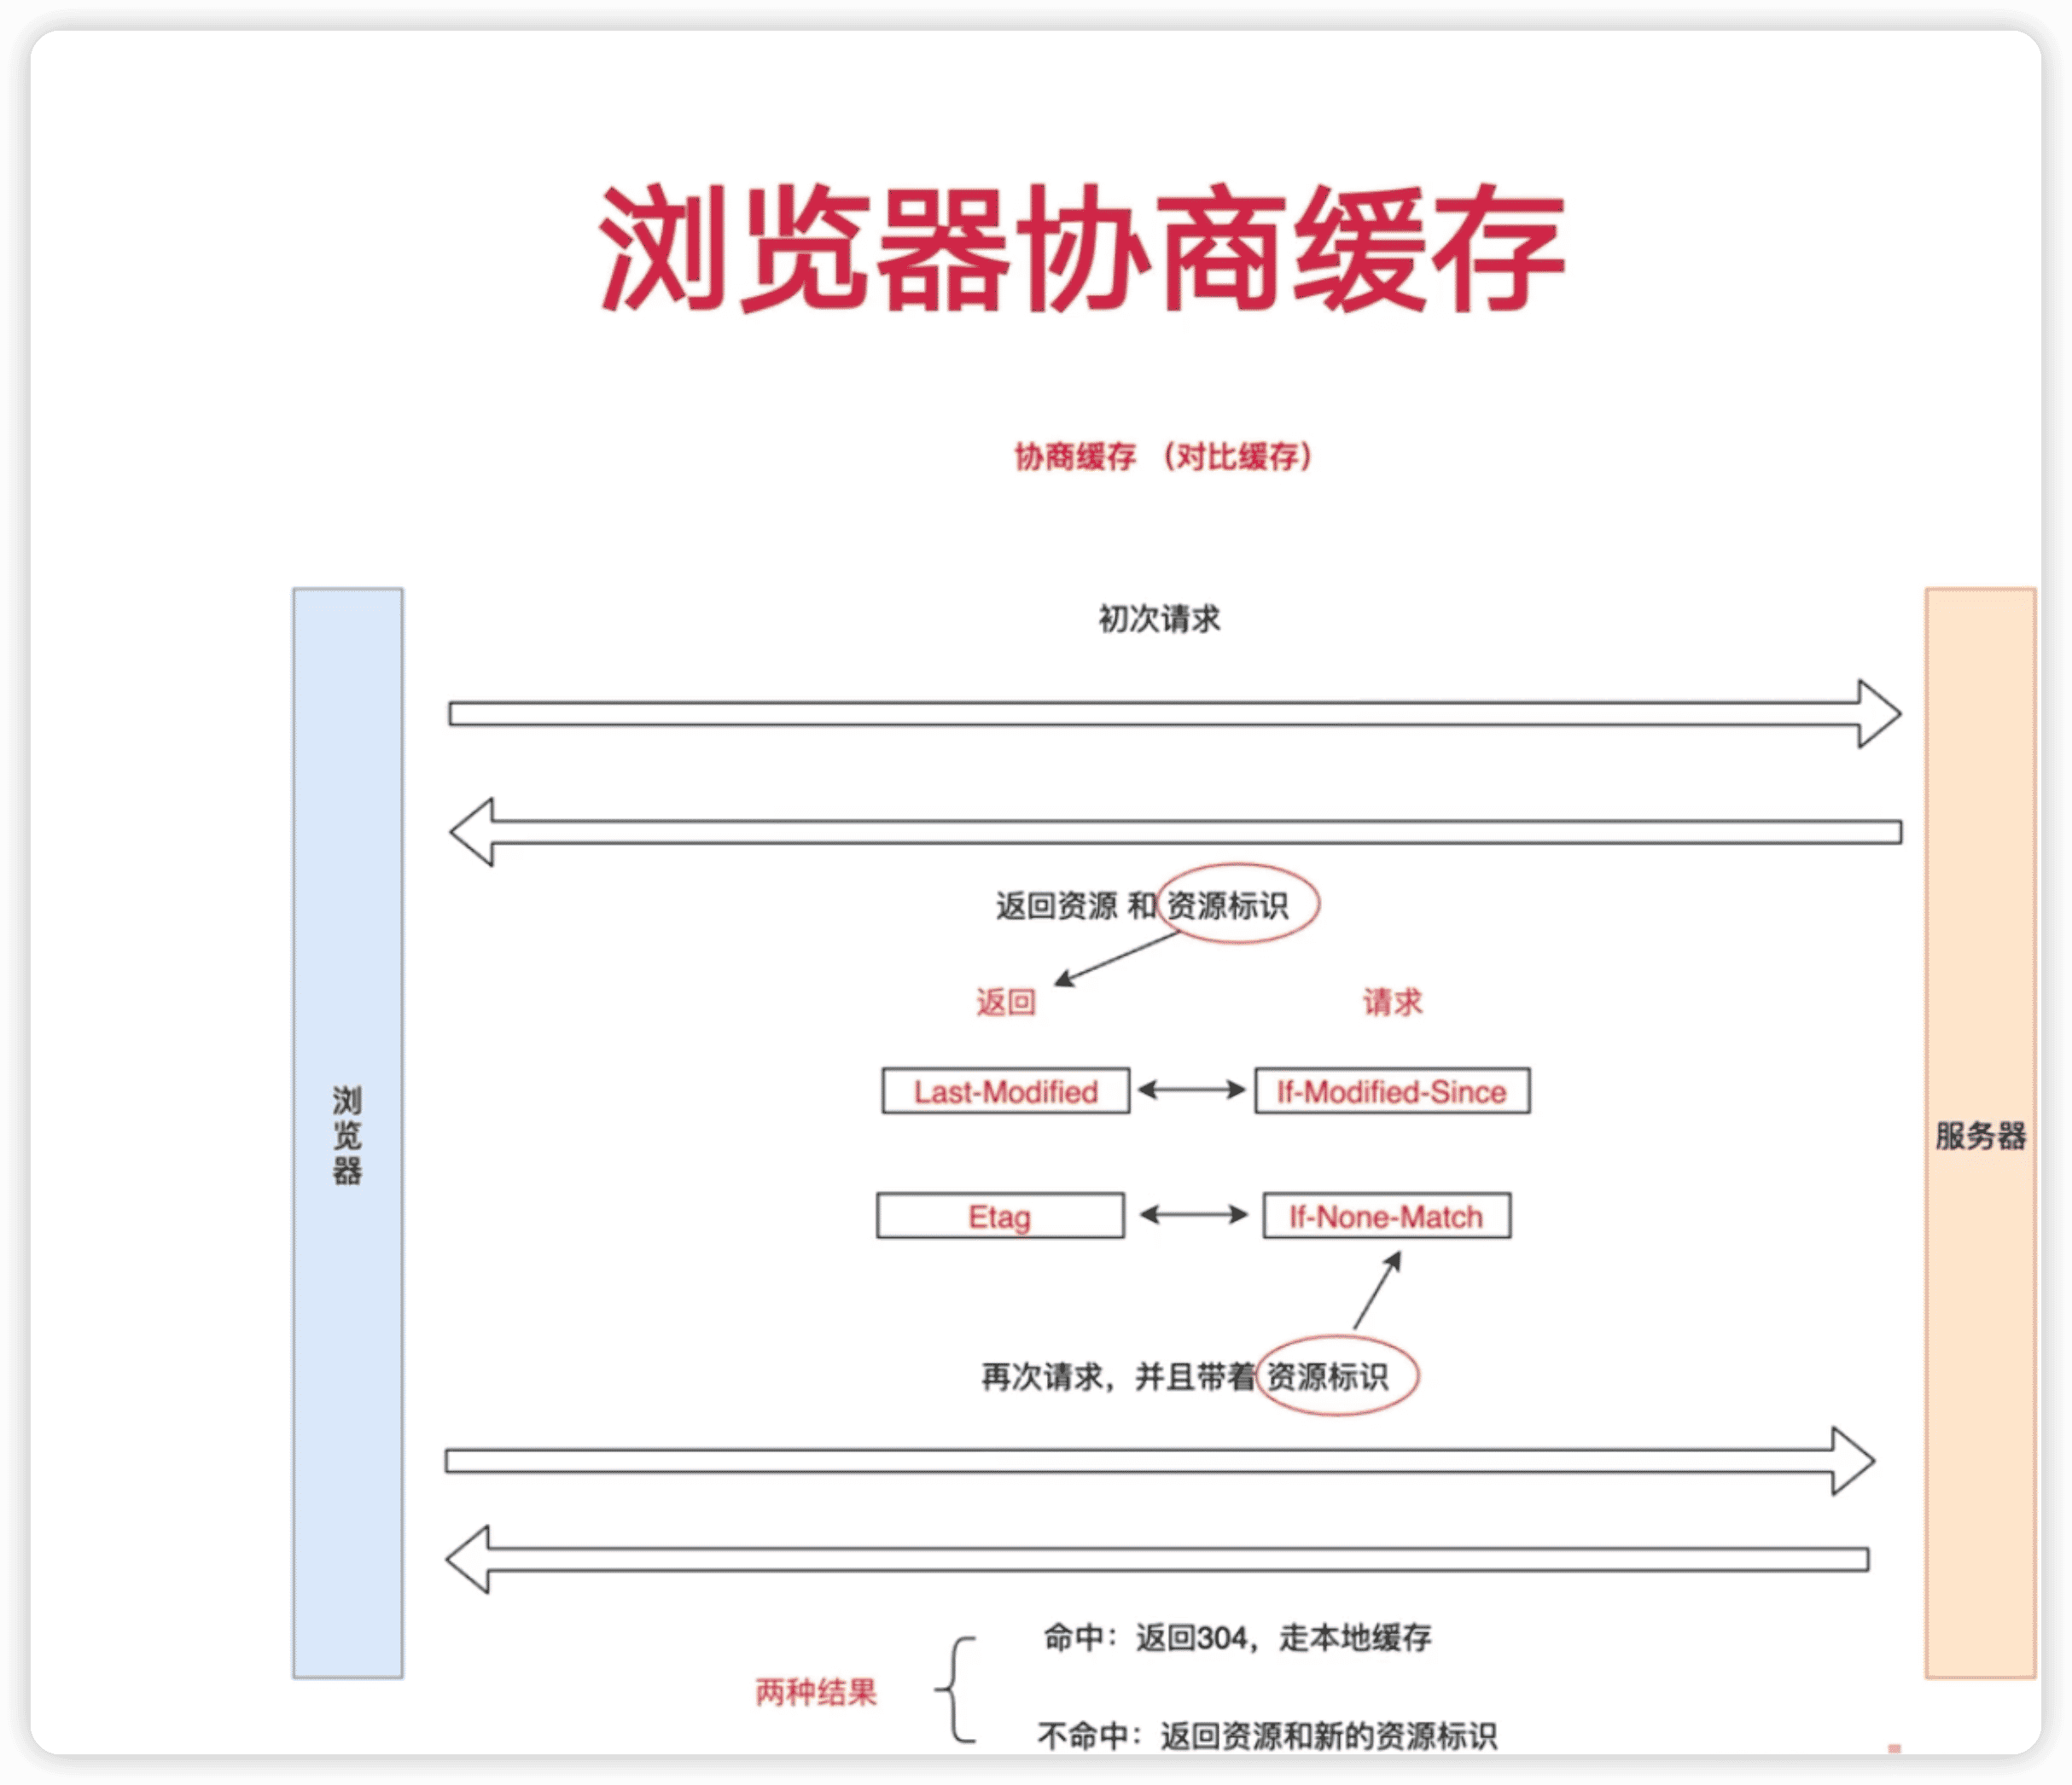 浏览器协商缓存
协商缓存 （对比缓存）
初次请求
返回资源 和 资源标识
返回 请求
Last-Modified If-Modified-Since
浏览器
服务器
Etag If-None-Match
再次请求，并且带着 资源标识
命中：返回304，走本地缓存
两种结果
不命中：返回资源和新的资源标识